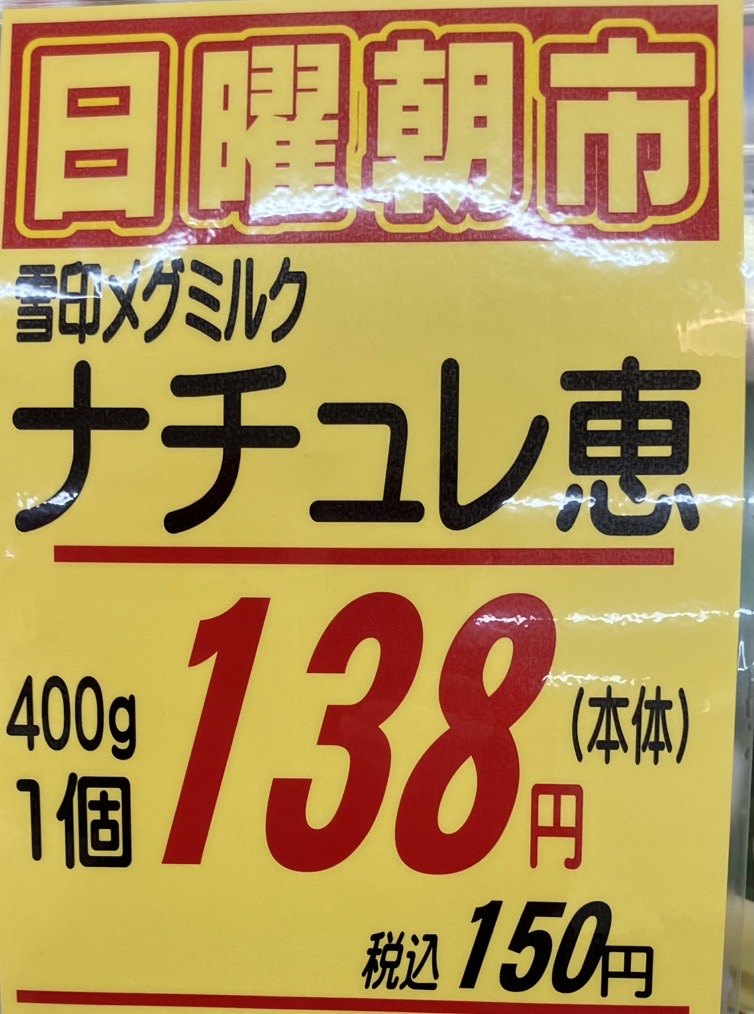 日曜朝市
雪印メグミルク
ナチュレ恵
400g
1個
138円
(本体)
税込 150円